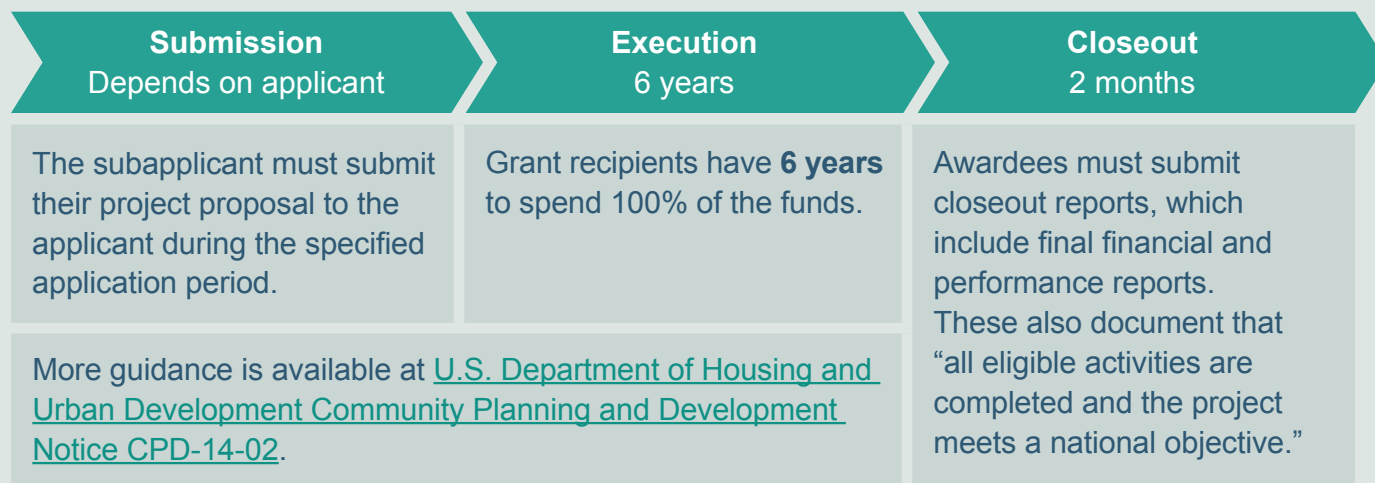 Submission
Depends on applicant
Execution
6 years
Closeout
2 months
The subapplicant must submit
their project proposal to the
applicant during the specified
application period.
Grant recipients have 6 years
to spend 100% of the funds.
More guidance is available at U.S. Department of Housing and
Urban Development Community Planning and Development
Notice CPD-14-02.
Awardees must submit
closeout reports, which
include final financial and
performance reports.
These also document that
“all eligible activities are
completed and the project
meets a national objective.”